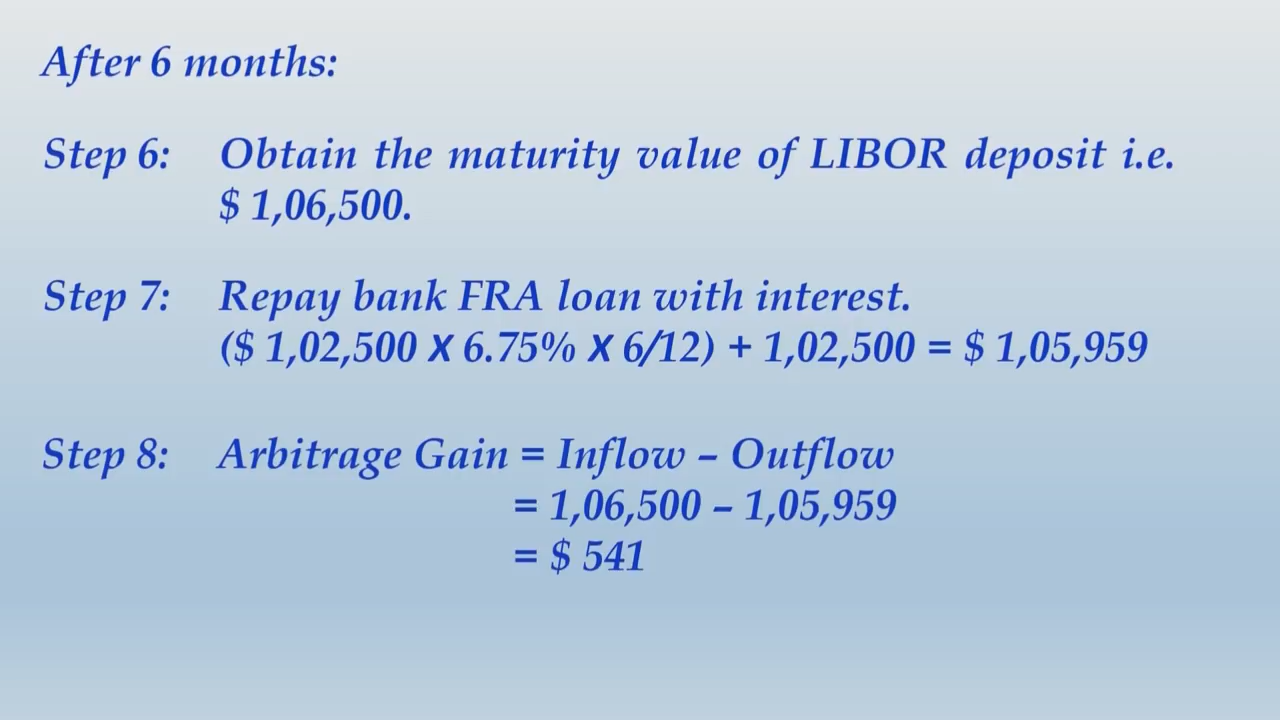 After 6 months:
Step 6: Obtain the maturity value of LIBOR deposit i.e.
$ 1,06,500.
Step 7: Repay bank FRA loan with interest.
($ 1,02,500 X 6.75% X 6/12) + 1,02,500 = $ 1,05,959
Step 8: Arbitrage Gain = Inflow – Outflow
= 1,06,500 – 1,05,959
= $ 541